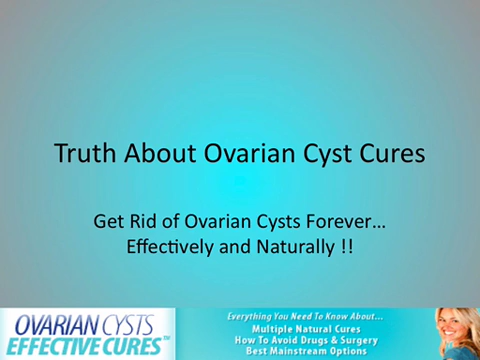 Truth About Ovarian Cyst Cures
Get Rid of Ovarian Cysts Forever…
Effectively and Naturally !!
OVARIAN CYSTS
EFFECTIVE CURES™
Everything You Need To Know About...
Multiple Natural Cures
How To Avoid Drugs & Surgery
Best Mainstream Options